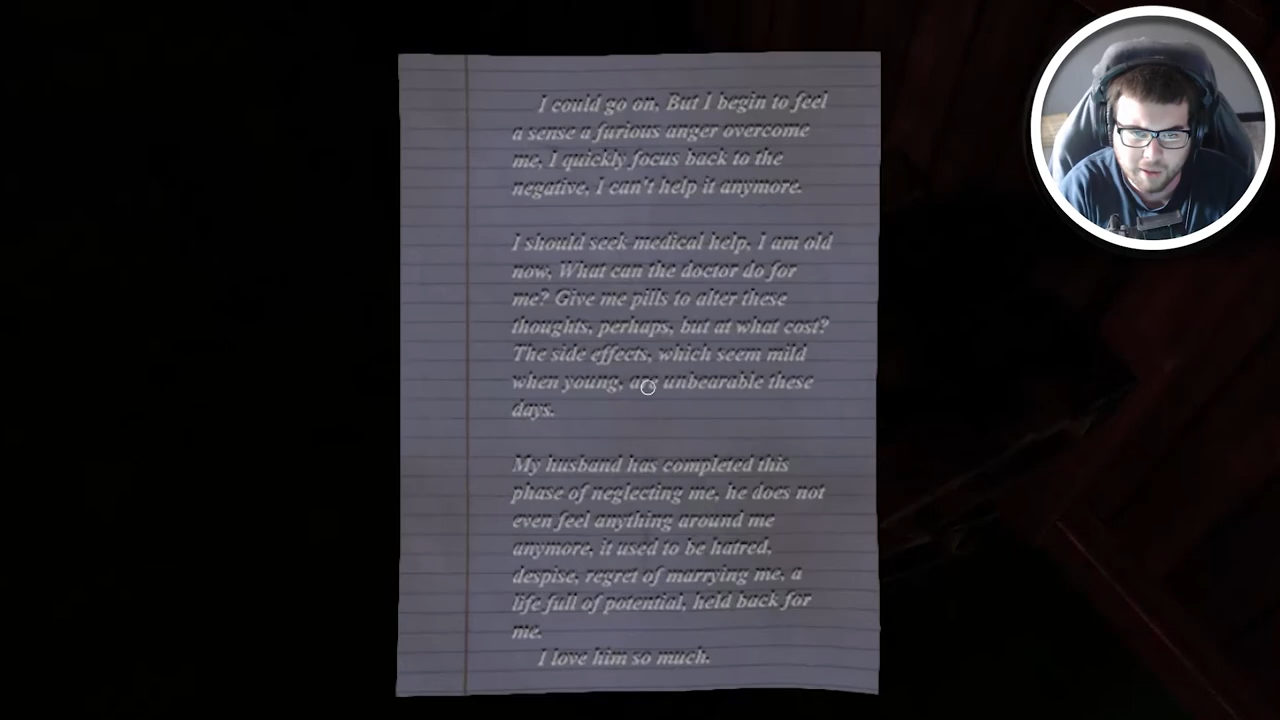 I could go on, But I begin to feel
a sense a furious anger overcome
me, I quickly focus back to the
negative, I can't help it anymore.
I should seek medical help, I am old
now, What can the doctor do for
me? Give me pills to alter these
thoughts, perhaps, but at what cost?
The side effects, which seem mild
when young, are unbearable these
days.
My husband has completed this
phase of neglecting me, he does not
even feel anything around me
anymore, it used to be hatred,
despise, regret of marrying me, a
life full of potential, held back for
me.
I love him so much.